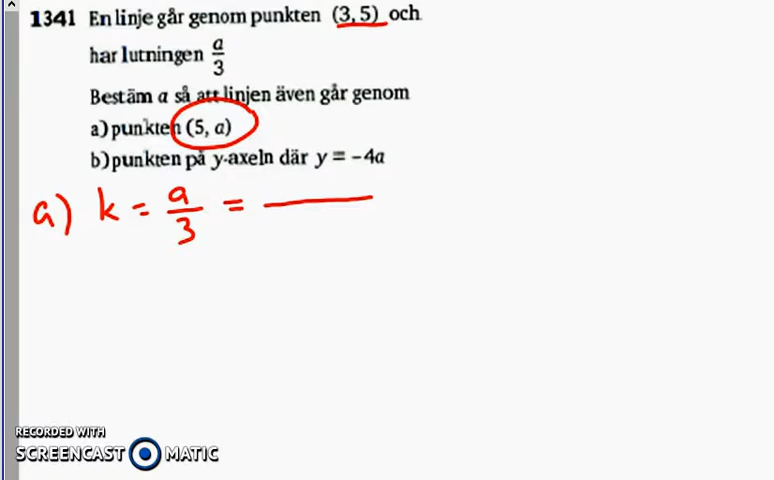 1341 En linje går genom punkten (3, 5) och
har lutningen a/3
Bestäm a så att linjen även går genom
a) punkten (5, a)
b) punkten på y-axeln där y = -4a
a) k = a/3 =
RECORDED WITH
SCREENCAST MATIC